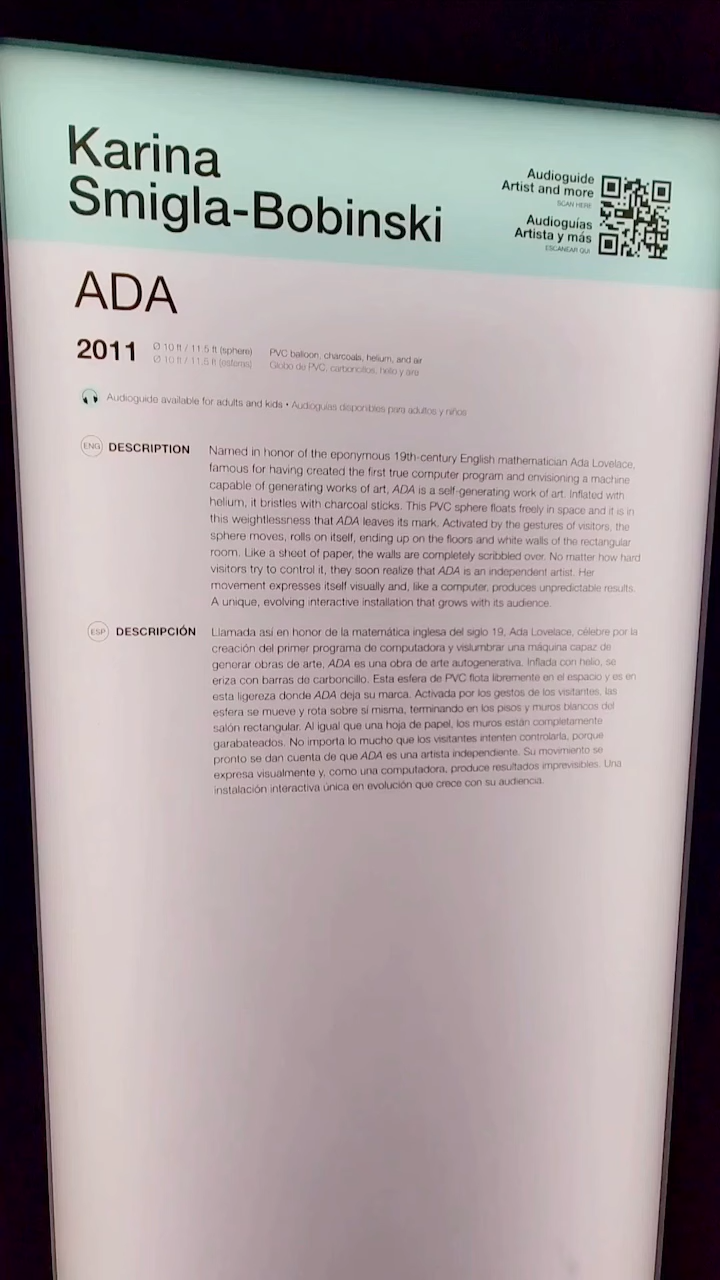 Karina
Smigla-Bobinski
Audioguide
Artist and more
SCAN HERE
Audioguías
Artista y más
ESCANEAR QUI
ADA
2011
Ø 10 ft / 11.5 ft (sphere)
Ø 10 ft / 11.5 ft (esferna)
PVC balloon, charcoals, helium, and air
Globo de PVC, carboncillos, helio y aire
Audioguide available for adults and kids • Audioguías disponibles para adultos y niños
ENG DESCRIPTION
Named in honor of the eponymous 19th-century English mathematician Ada Lovelace,
famous for having created the first true computer program and envisioning a machine
capable of generating works of art, ADA is a self-generating work of art. Inflated with
helium, it bristles with charcoal sticks. This PVC sphere floats freely in space and it is in
this weightlessness that ADA leaves its mark. Activated by the gestures of visitors, the
sphere moves, rolls on itself, ending up on the floors and white walls of the rectangular
room. Like a sheet of paper, the walls are completely scribbled over. No matter how hard
visitors try to control it, they soon realize that ADA is an independent artist. Her
movement expresses itself visually and, like a computer, produces unpredictable results.
A unique, evolving interactive installation that grows with its audience.
ESP DESCRIPCIÓN
Llamada así en honor de la matemática inglesa del siglo 19, Ada Lovelace, célebre por la
creación del primer programa de computadora y vislumbrar una máquina capaz de
generar obras de arte, ADA es una obra de arte autogenerativa. Inflada con helio, se
eriza con barras de carboncillo. Esta esfera de PVC flota libremente en el espacio y es en
esta ligereza donde ADA deja su marca. Activada por los gestos de los visitantes, las
esfera se mueve y rota sobre sí misma, terminando en los pisos y muros blancos del
salón rectangular. Al igual que una hoja de papel, los muros están completamente
garabateados. No importa lo mucho que los visitantes intenten controlarla, porque
pronto se dan cuenta de que ADA es una artista independiente. Su movimiento se
expresa visualmente y, como una computadora, produce resultados imprevisibles. Una
instalación interactiva única en evolución que crece con su audiencia.